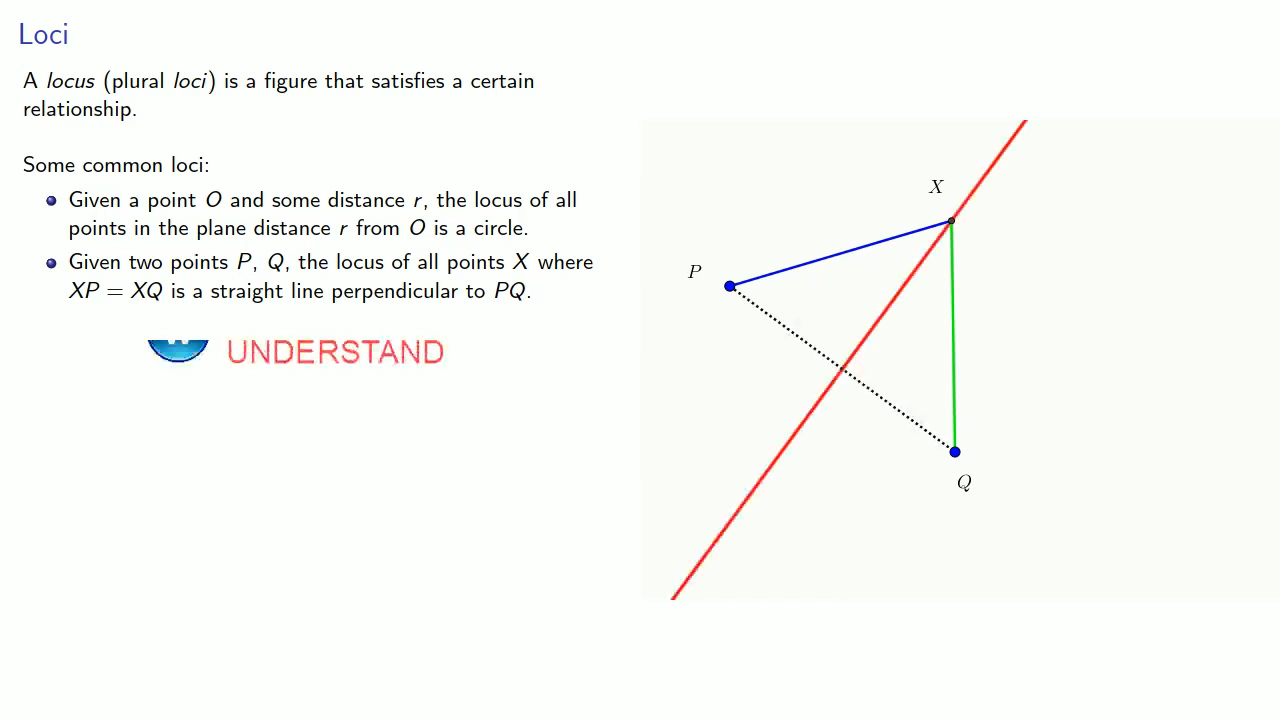 Loci
A locus (plural loci) is a figure that satisfies a certain
relationship.
Some common loci:
Given a point O and some distance r, the locus of all
points in the plane distance r from O is a circle.
Given two points P, Q, the locus of all points X where
XP = XQ is a straight line perpendicular to PQ.
UNDERSTAND
X
P
Q